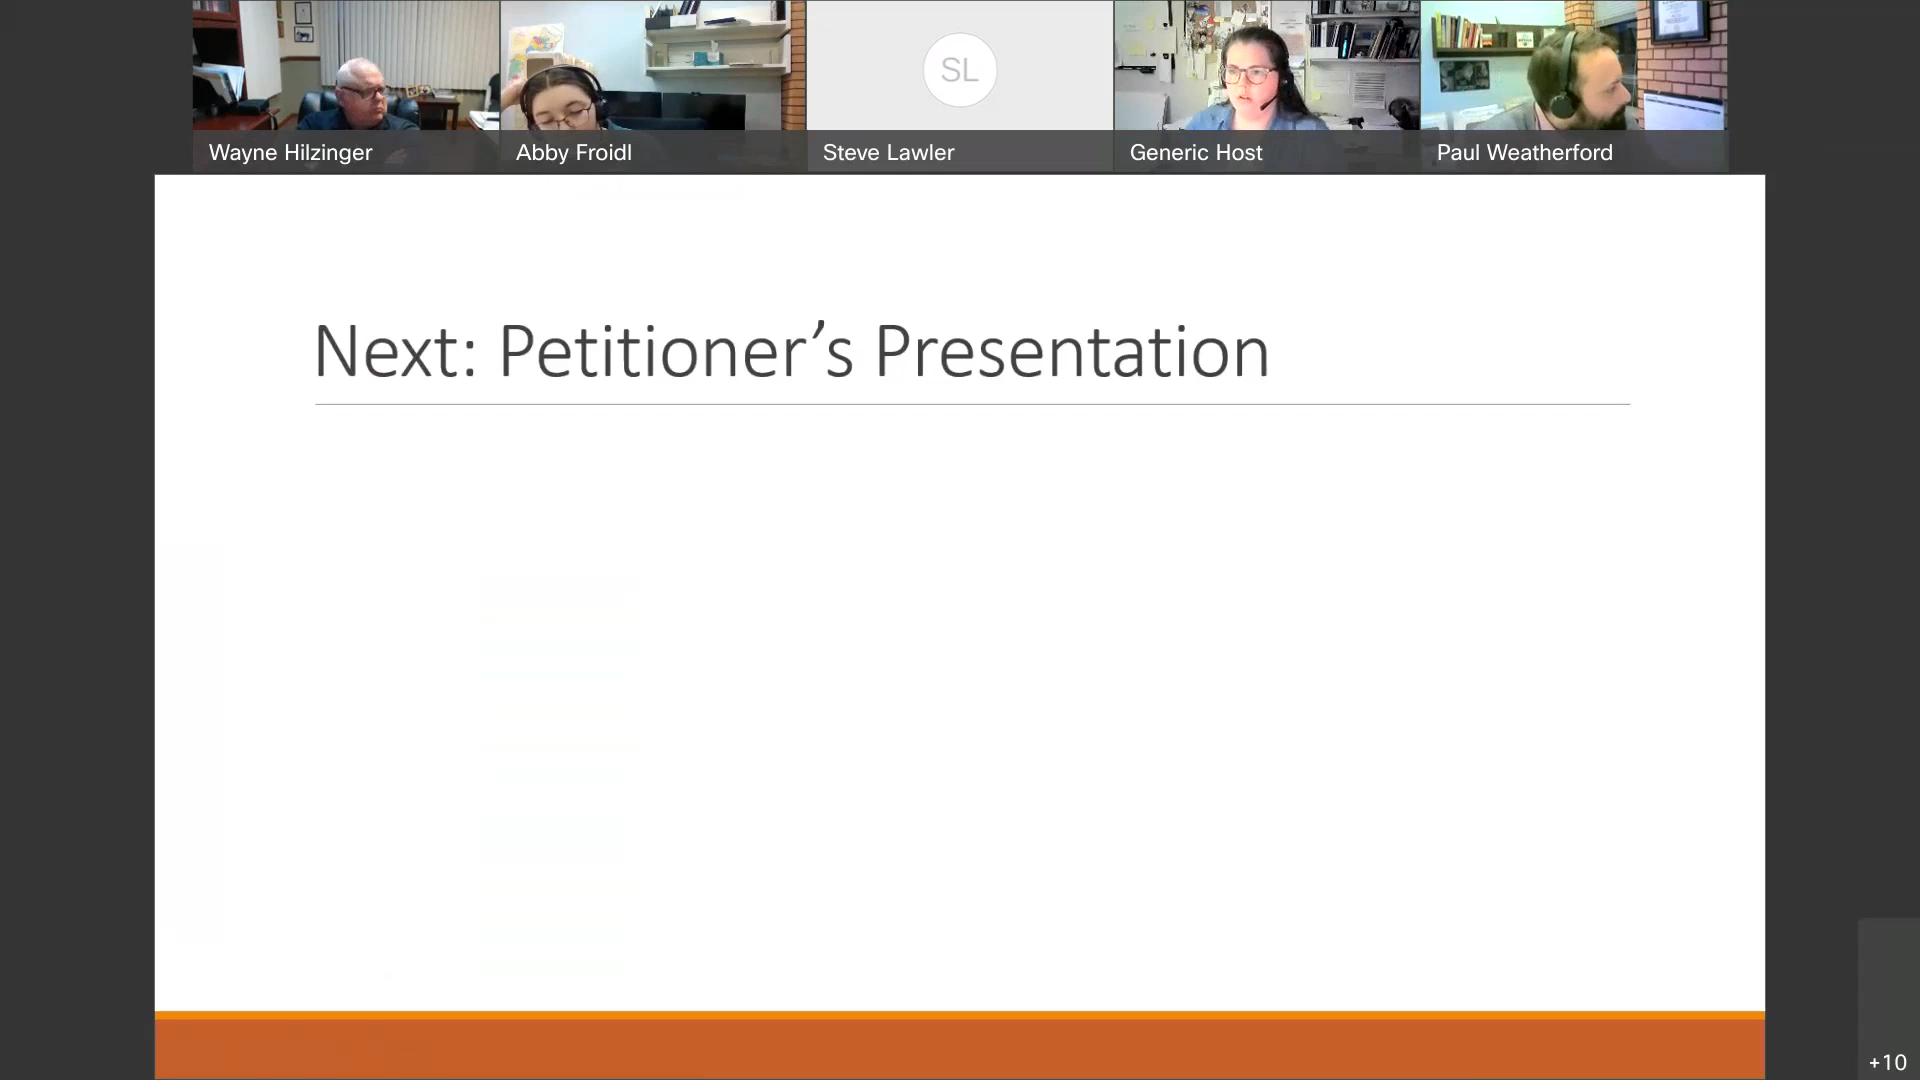 Wayne Hilzinger
Abby Froidl
SL
Steve Lawler
Generic Host
Paul Weatherford
Next: Petitioner’s Presentation
+10